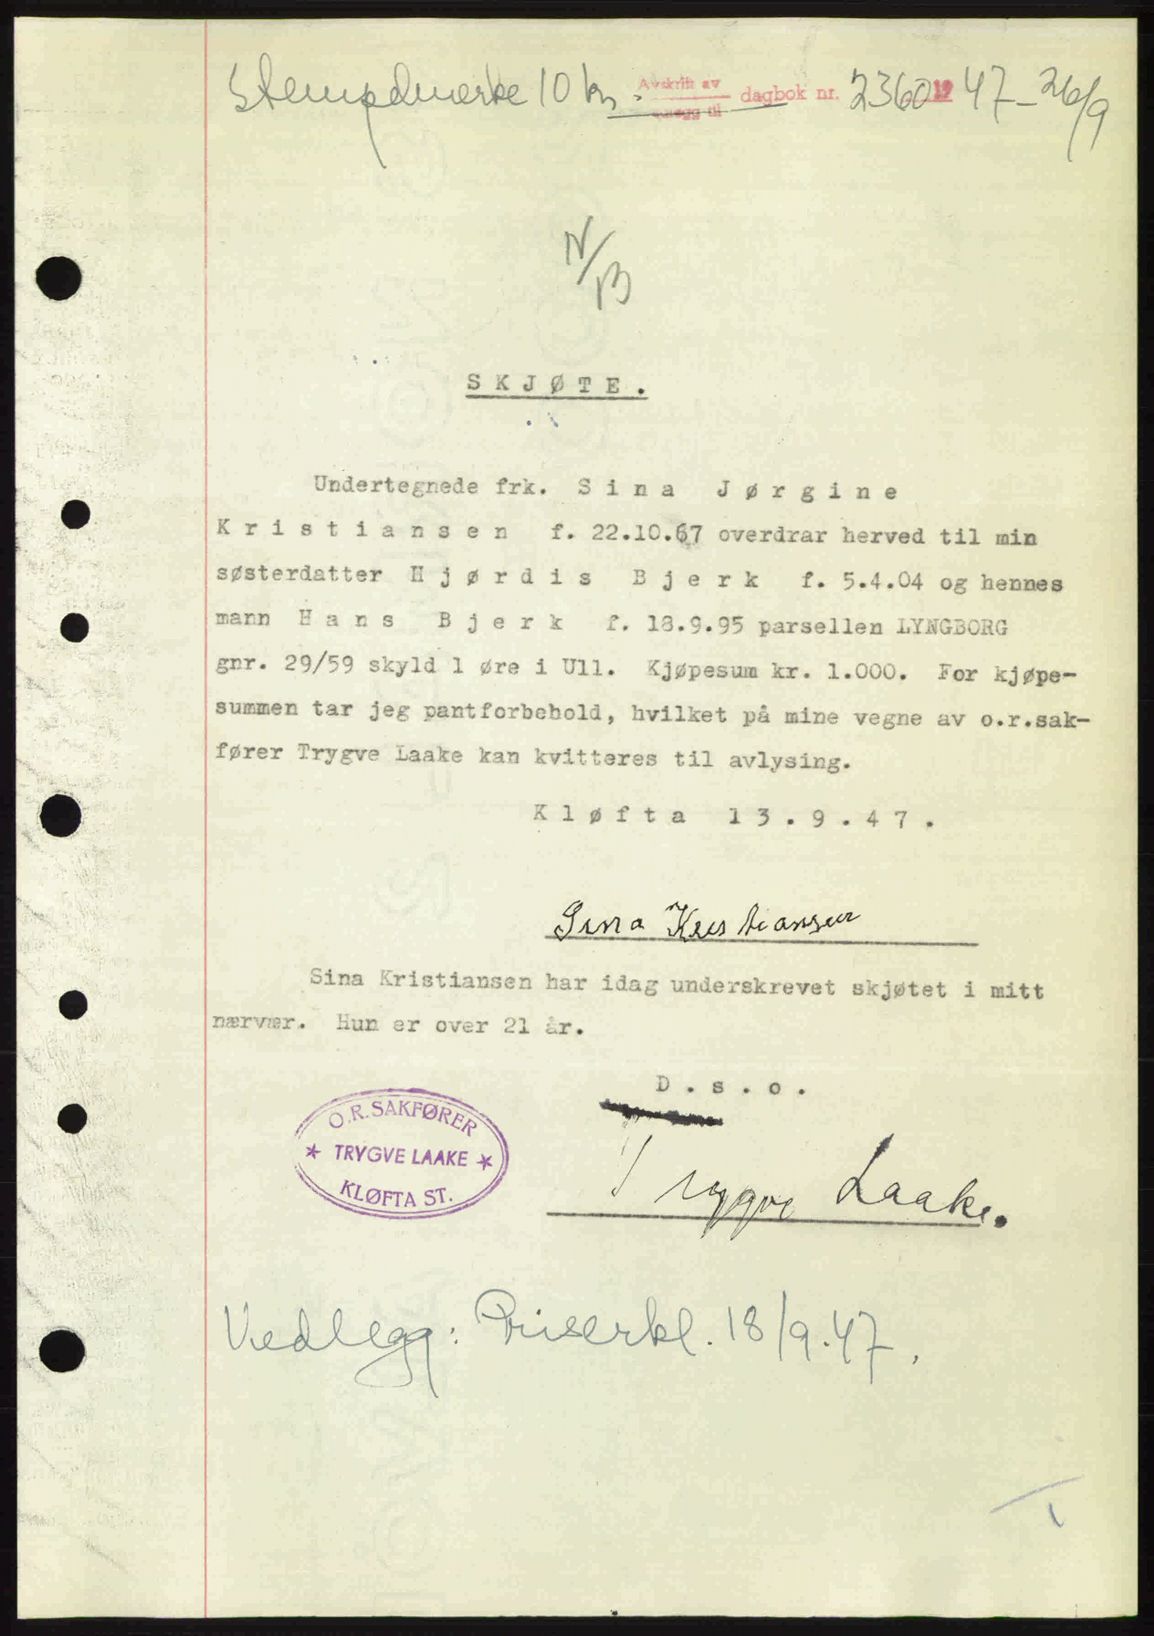 Stempelmerke 10 kr. Avskrift av dagbok nr. 2360 1947 - 26/9
N/B
SKJØTE.
Undertegnede frk. Sina Jørgine
Kristiansen f. 22.10.67 overdrar herved til min
søsterdatter Hjørdis Bjerk f. 5.4.04 og hennes
mann Hans Bjerk f. 18.9.95 parsellen LYNGBORG
gnr. 29/59 skyld 1 øre i Ull. Kjøpesum kr. 1.000. For kjøpe-
summen tar jeg pantforbehold, hvilket på mine vegne av o.r.sak-
fører Trygve Laake kan kvitteres til avlysing.
Kløfta 13.9.47.
Sina Kristiansen
Sina Kristiansen har idag underskrevet skjøtet i mitt
nærvær. Hun er over 21 år.
D.s.o.
O.R. SAKFØRER
* TRYGVE LAAKE *
KLØFTA ST.
Trygve Laake.
Vedlegg: Priserkl. 18/9.47.